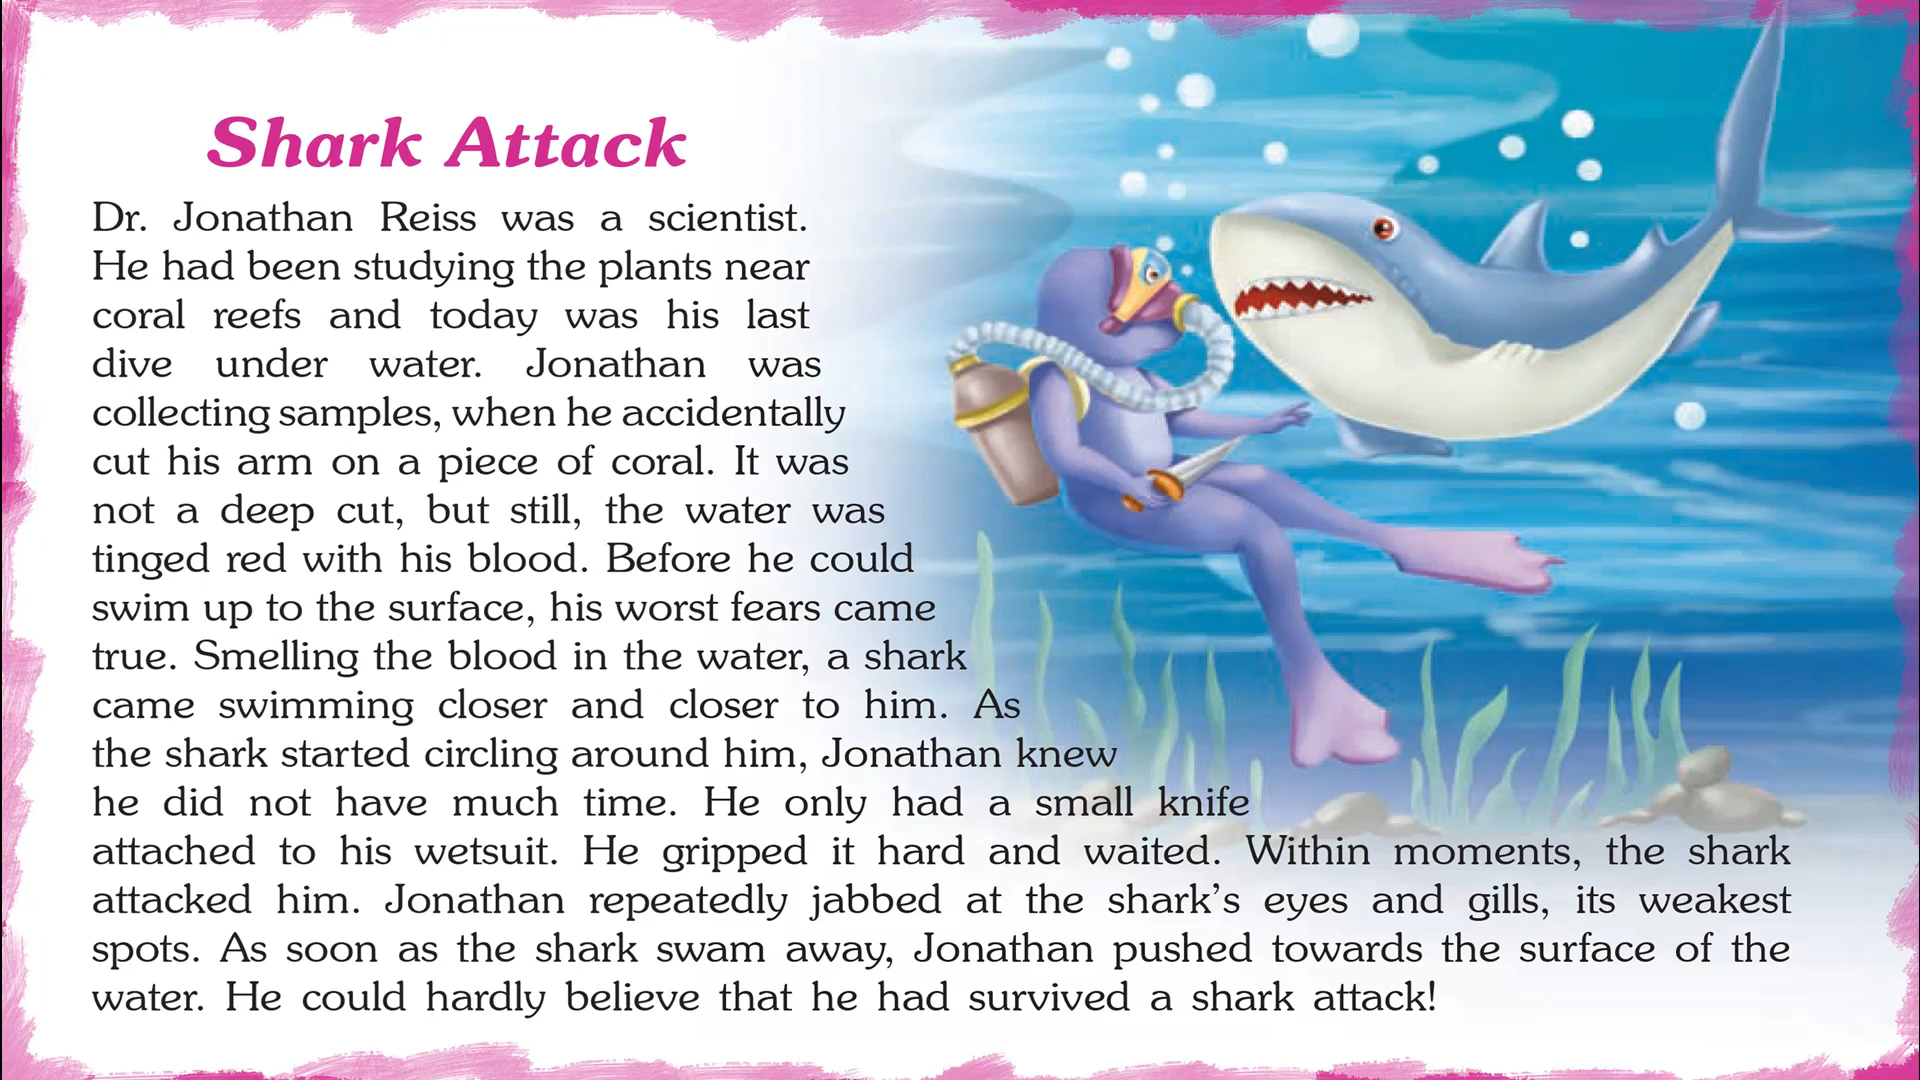 Shark Attack
Dr. Jonathan Reiss was a scientist.
He had been studying the plants near
coral reefs and today was his last
dive under water. Jonathan was
collecting samples, when he accidentally
cut his arm on a piece of coral. It was
not a deep cut, but still, the water was
tinged red with his blood. Before he could
swim up to the surface, his worst fears came
true. Smelling the blood in the water, a shark
came swimming closer and closer to him. As
the shark started circling around him, Jonathan knew
he did not have much time. He only had a small knife
attached to his wetsuit. He gripped it hard and waited. Within moments, the shark
attacked him. Jonathan repeatedly jabbed at the shark’s eyes and gills, its weakest
spots. As soon as the shark swam away, Jonathan pushed towards the surface of the
water. He could hardly believe that he had survived a shark attack!